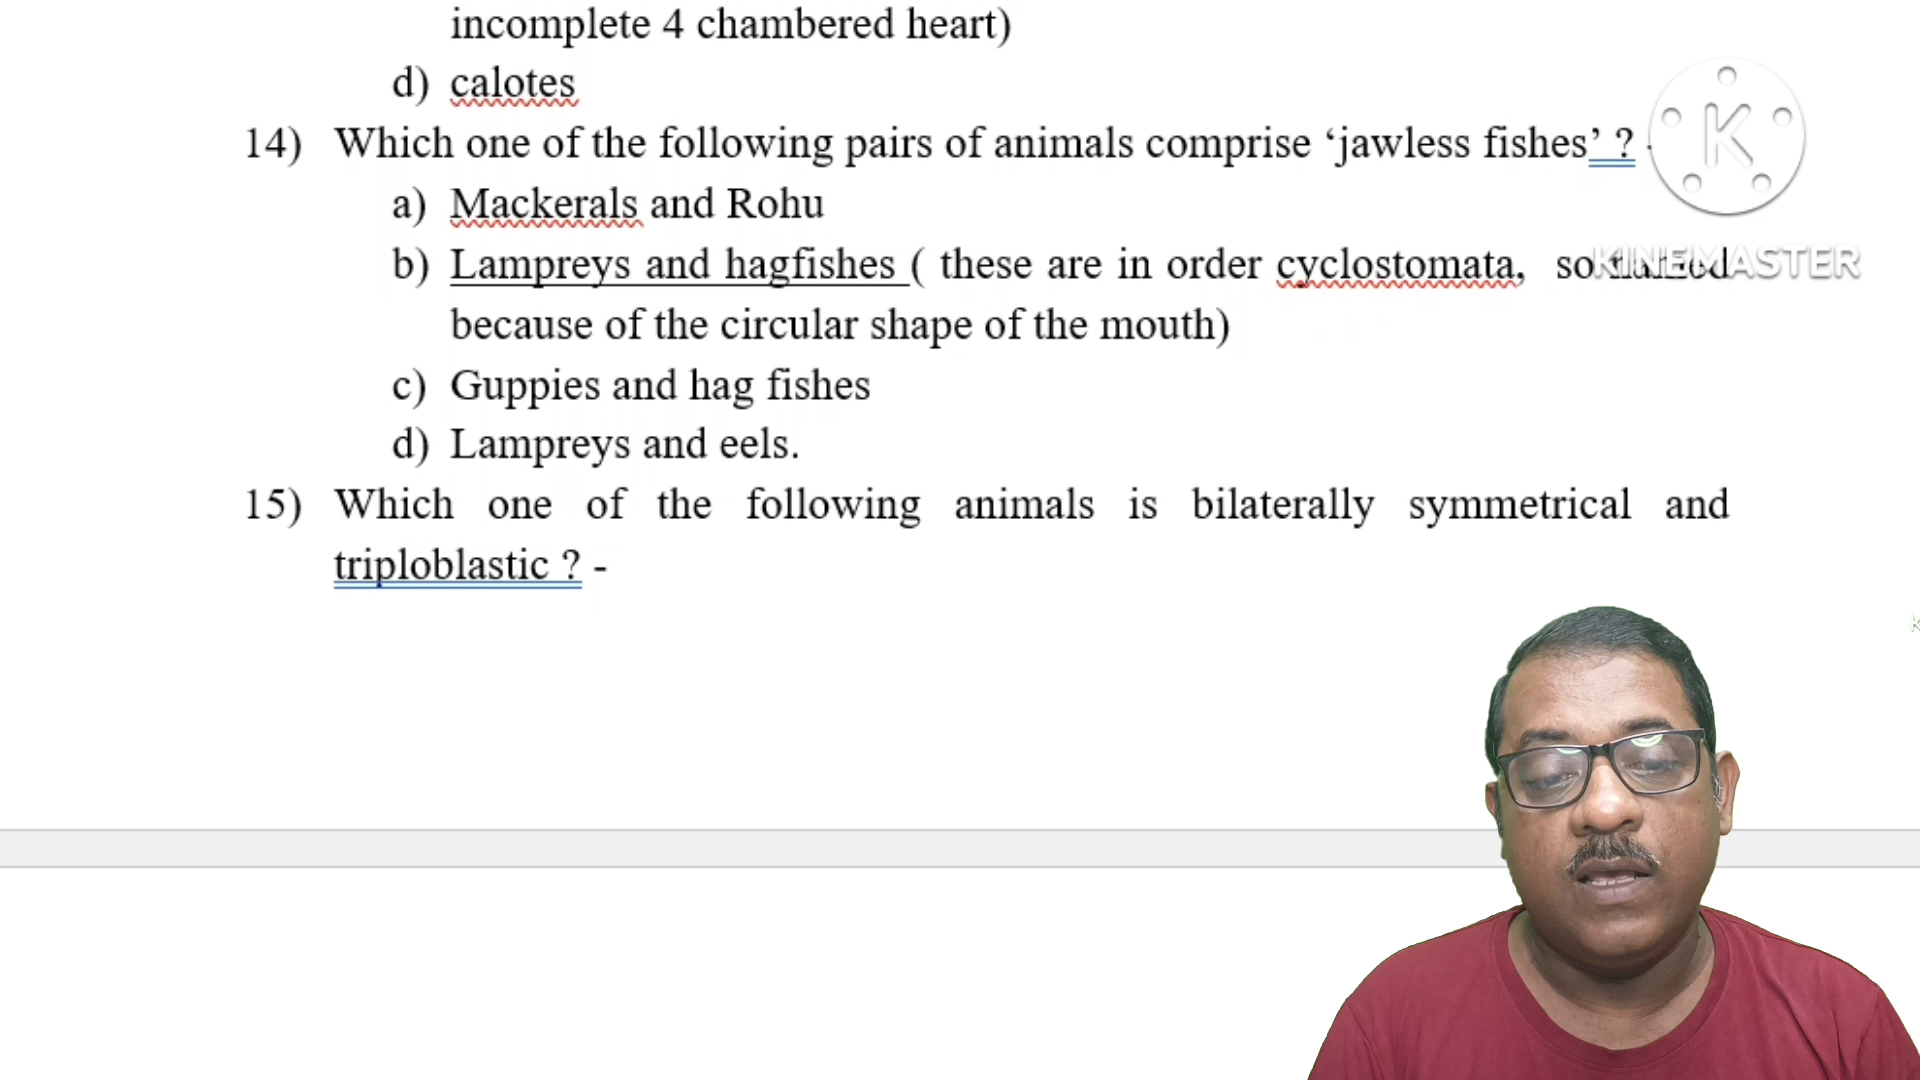 incomplete 4 chambered heart)
d) calotes
14) Which one of the following pairs of animals comprise ‘jawless fishes’ ?
a) Mackerals and Rohu
b) Lampreys and hagfishes ( these are in order cyclostomata, so named
because of the circular shape of the mouth)
c) Guppies and hag fishes
d) Lampreys and eels.
15) Which one of the following animals is bilaterally symmetrical and
triploblastic ? -
K
KINEMASTER